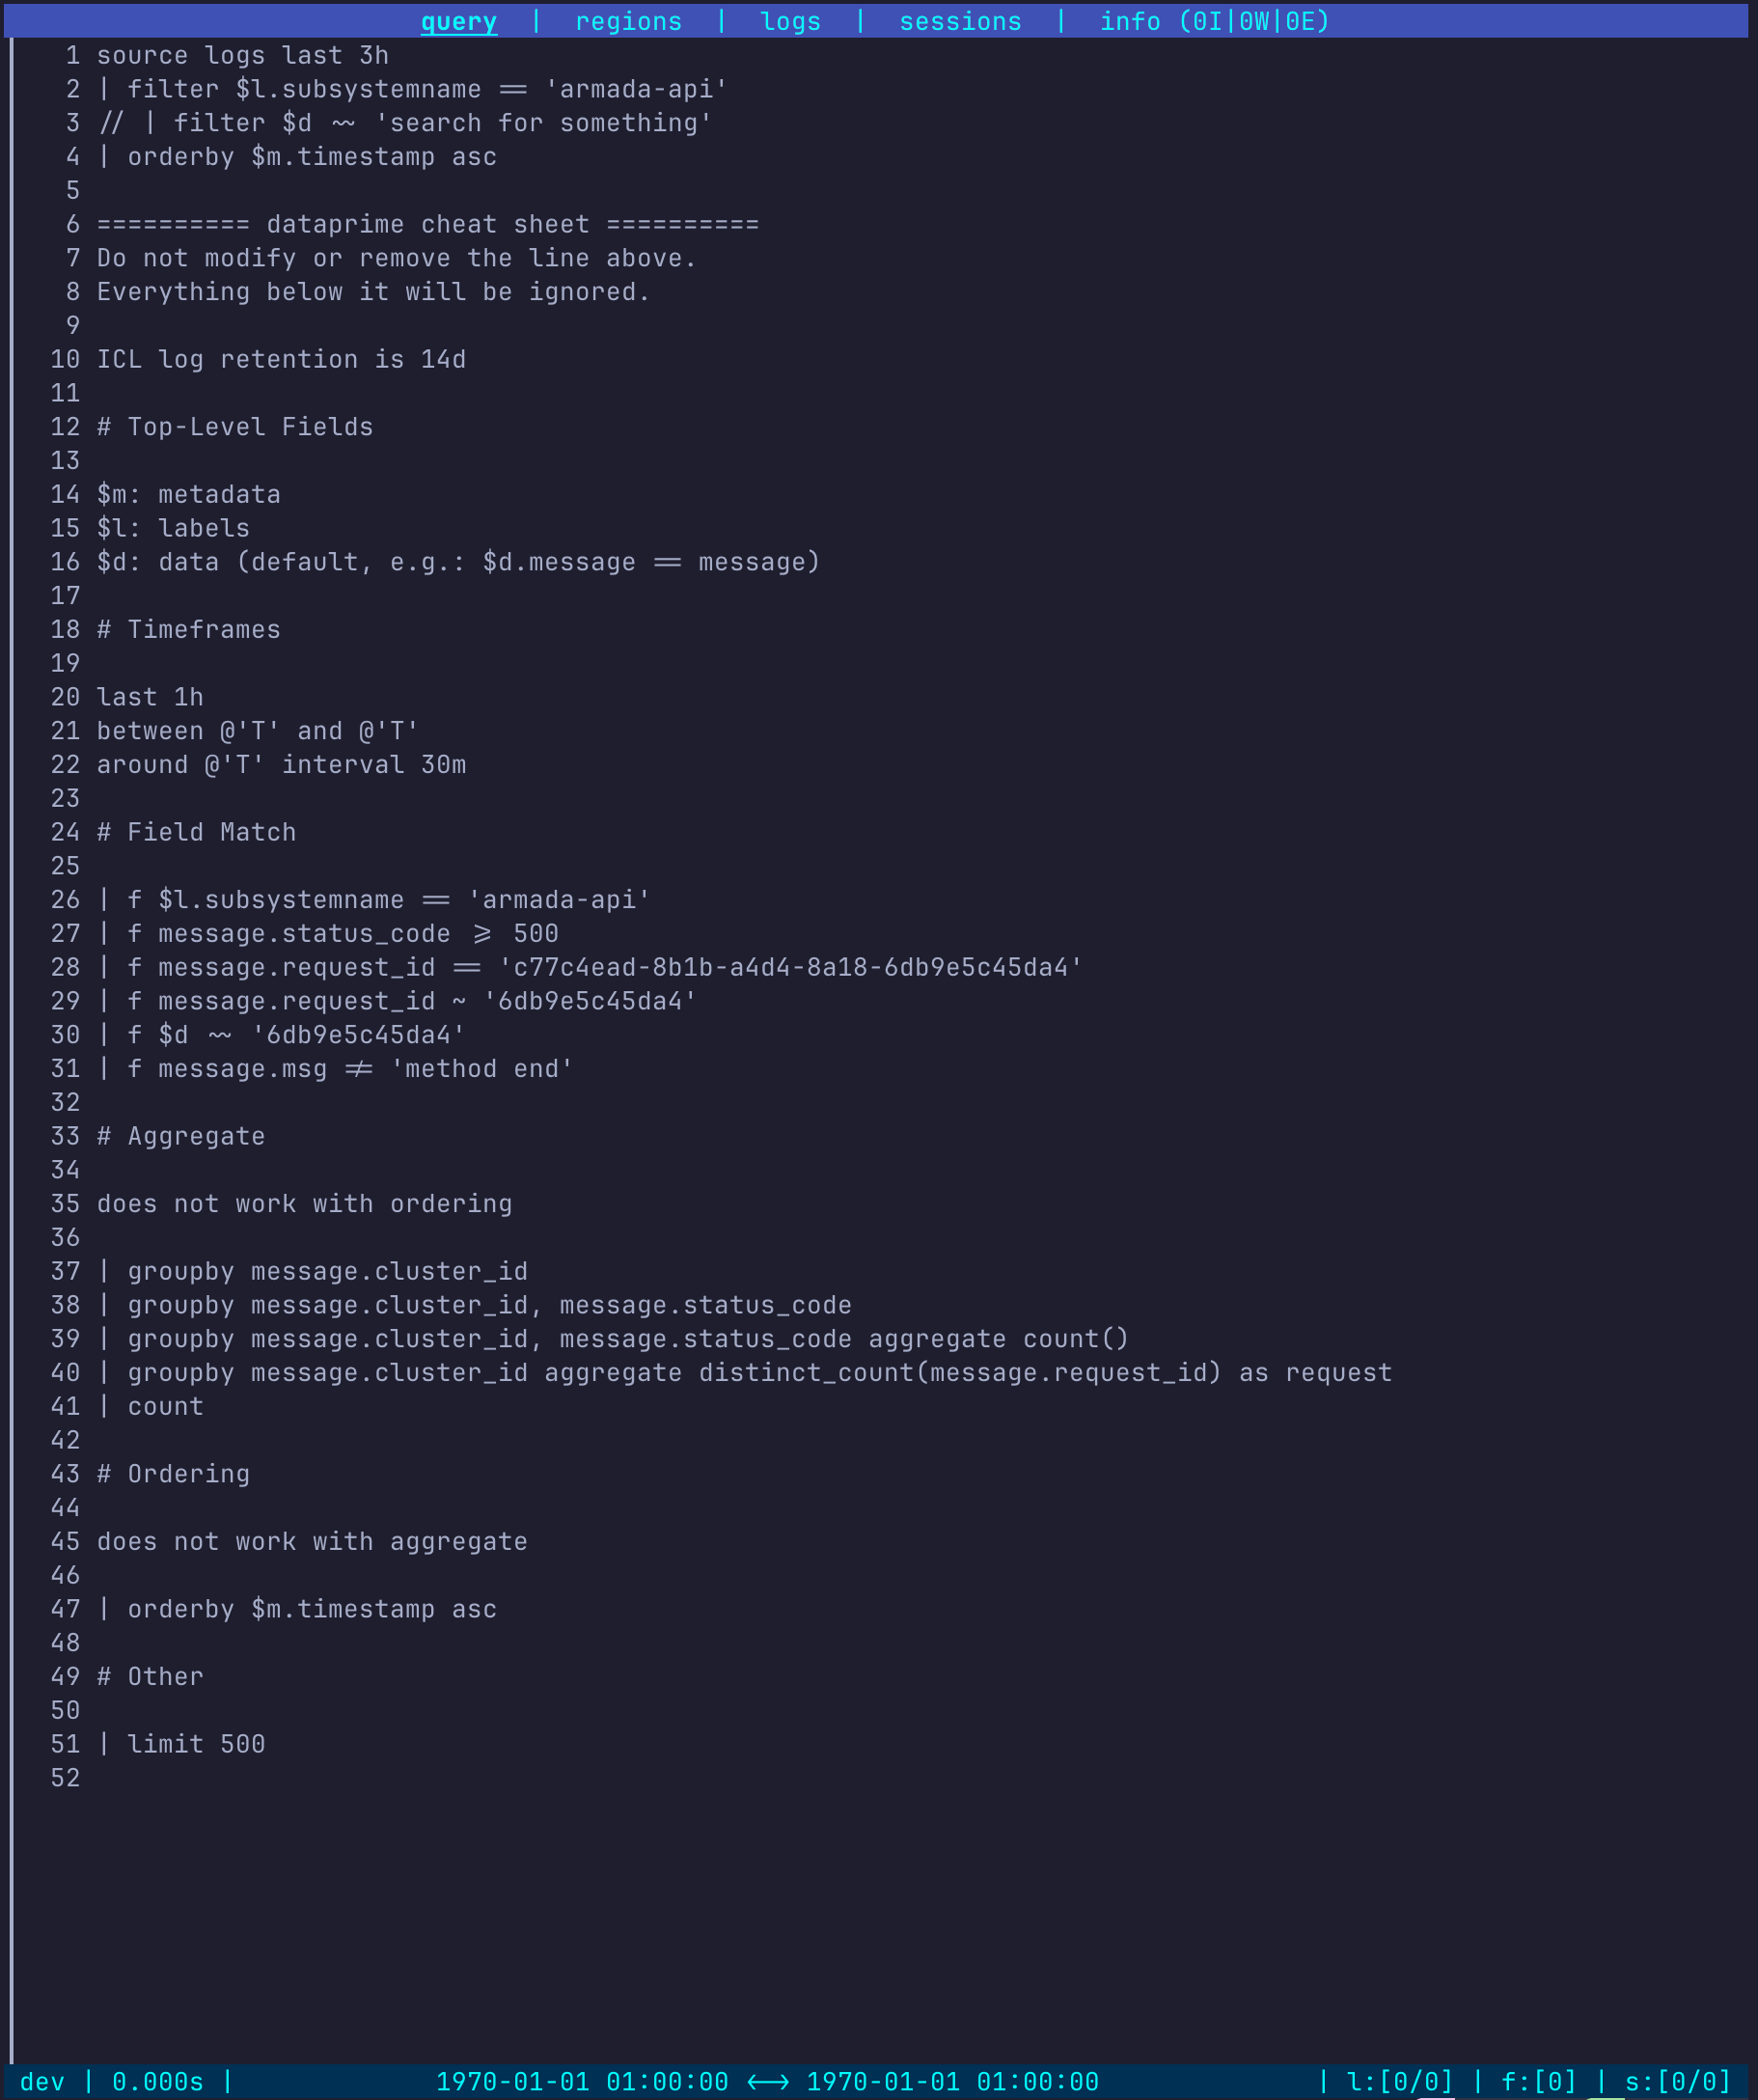 query | regions | logs | sessions | info (0I|0W|0E)
1 source logs last 3h
2 | filter $l.subsystemname == 'armada-api'
3 // | filter $d ~~ 'search for something'
4 | orderby $m.timestamp asc
5
6 ========== dataprime cheat sheet ==========
7 Do not modify or remove the line above.
8 Everything below it will be ignored.
9
10 ICL log retention is 14d
11
12 # Top-Level Fields
13
14 $m: metadata
15 $l: labels
16 $d: data (default, e.g.: $d.message == message)
17
18 # Timeframes
19
20 last 1h
21 between @'T' and @'T'
22 around @'T' interval 30m
23
24 # Field Match
25
26 | f $l.subsystemname == 'armada-api'
27 | f message.status_code >= 500
28 | f message.request_id == 'c77c4ead-8b1b-a4d4-8a18-6db9e5c45da4'
29 | f message.request_id ~ '6db9e5c45da4'
30 | f $d ~~ '6db9e5c45da4'
31 | f message.msg != 'method end'
32
33 # Aggregate
34
35 does not work with ordering
36
37 | groupby message.cluster_id
38 | groupby message.cluster_id, message.status_code
39 | groupby message.cluster_id, message.status_code aggregate count()
40 | groupby message.cluster_id aggregate distinct_count(message.request_id) as request
41 | count
42
43 # Ordering
44
45 does not work with aggregate
46
47 | orderby $m.timestamp asc
48
49 # Other
50
51 | limit 500
52
dev | 0.000s | 1970-01-01 01:00:00 <-> 1970-01-01 01:00:00 | l:[0/0] | f:[0] | s:[0/0]